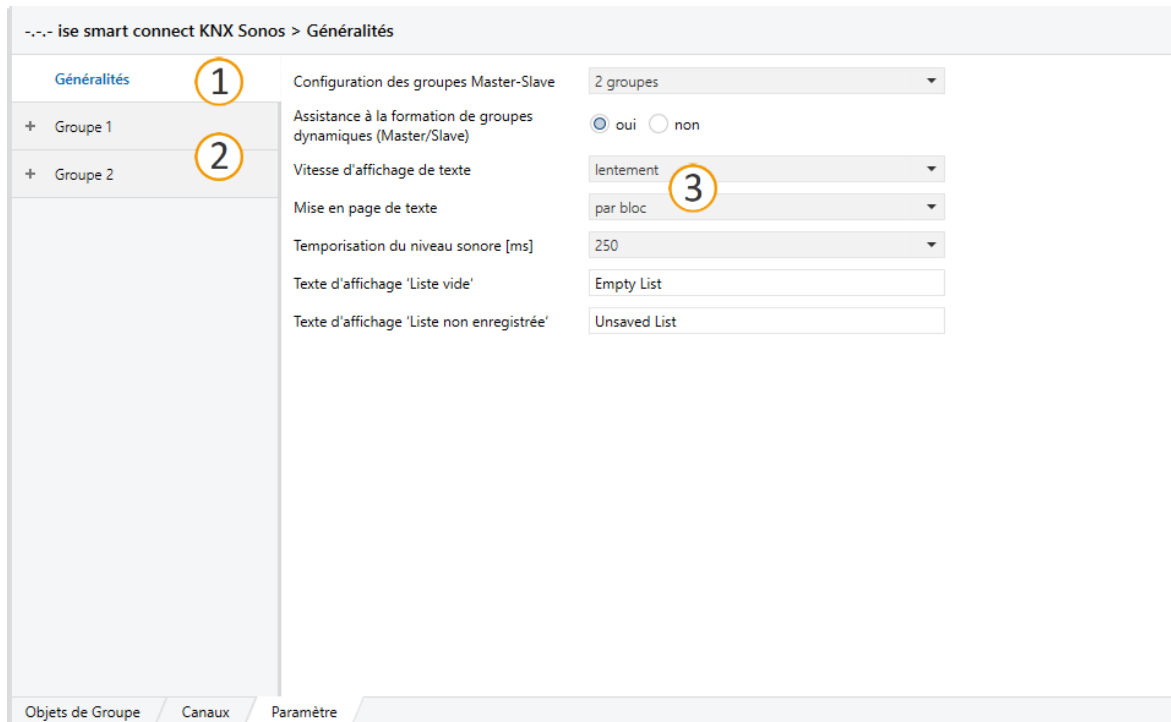 -.-.- ise smart connect KNX Sonos > Généralités
Généralités
1
+ Groupe 1
2
+ Groupe 2
Configuration des groupes Master-Slave
2 groupes
Assistance à la formation de groupes
dynamiques (Master/Slave)
oui non
Vitesse d'affichage de texte
lentement
3
Mise en page de texte
par bloc
Temporisation du niveau sonore [ms]
250
Texte d'affichage 'Liste vide'
Empty List
Texte d'affichage 'Liste non enregistrée'
Unsaved List
Objets de Groupe Canaux Paramètre